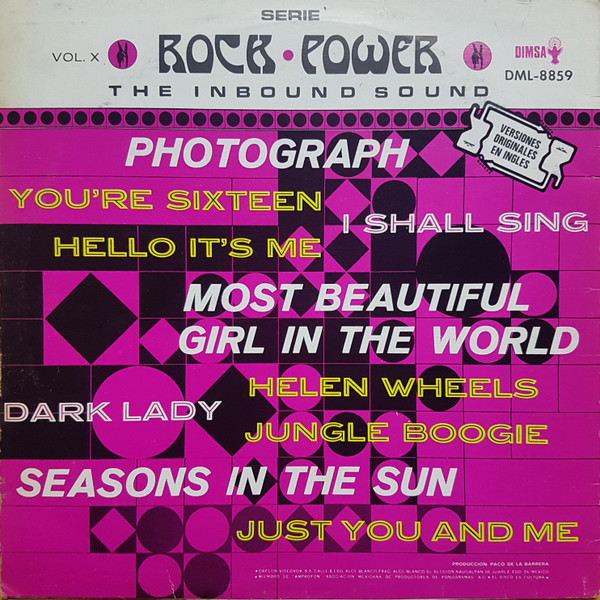 SERIE
VOL. X
ROCK • POWER
DIMSA
DML-8859
THE INBOUND SOUND
VERSIONES
ORIGINALES
EN INGLES
PHOTOGRAPH
YOU'RE SIXTEEN
I SHALL SING
HELLO IT'S ME
MOST BEAUTIFUL
GIRL IN THE WORLD
HELEN WHEELS
DARK LADY
JUNGLE BOOGIE
SEASONS IN THE SUN
JUST YOU AND ME
PRODUCCION: PACO DE LA BARRERA